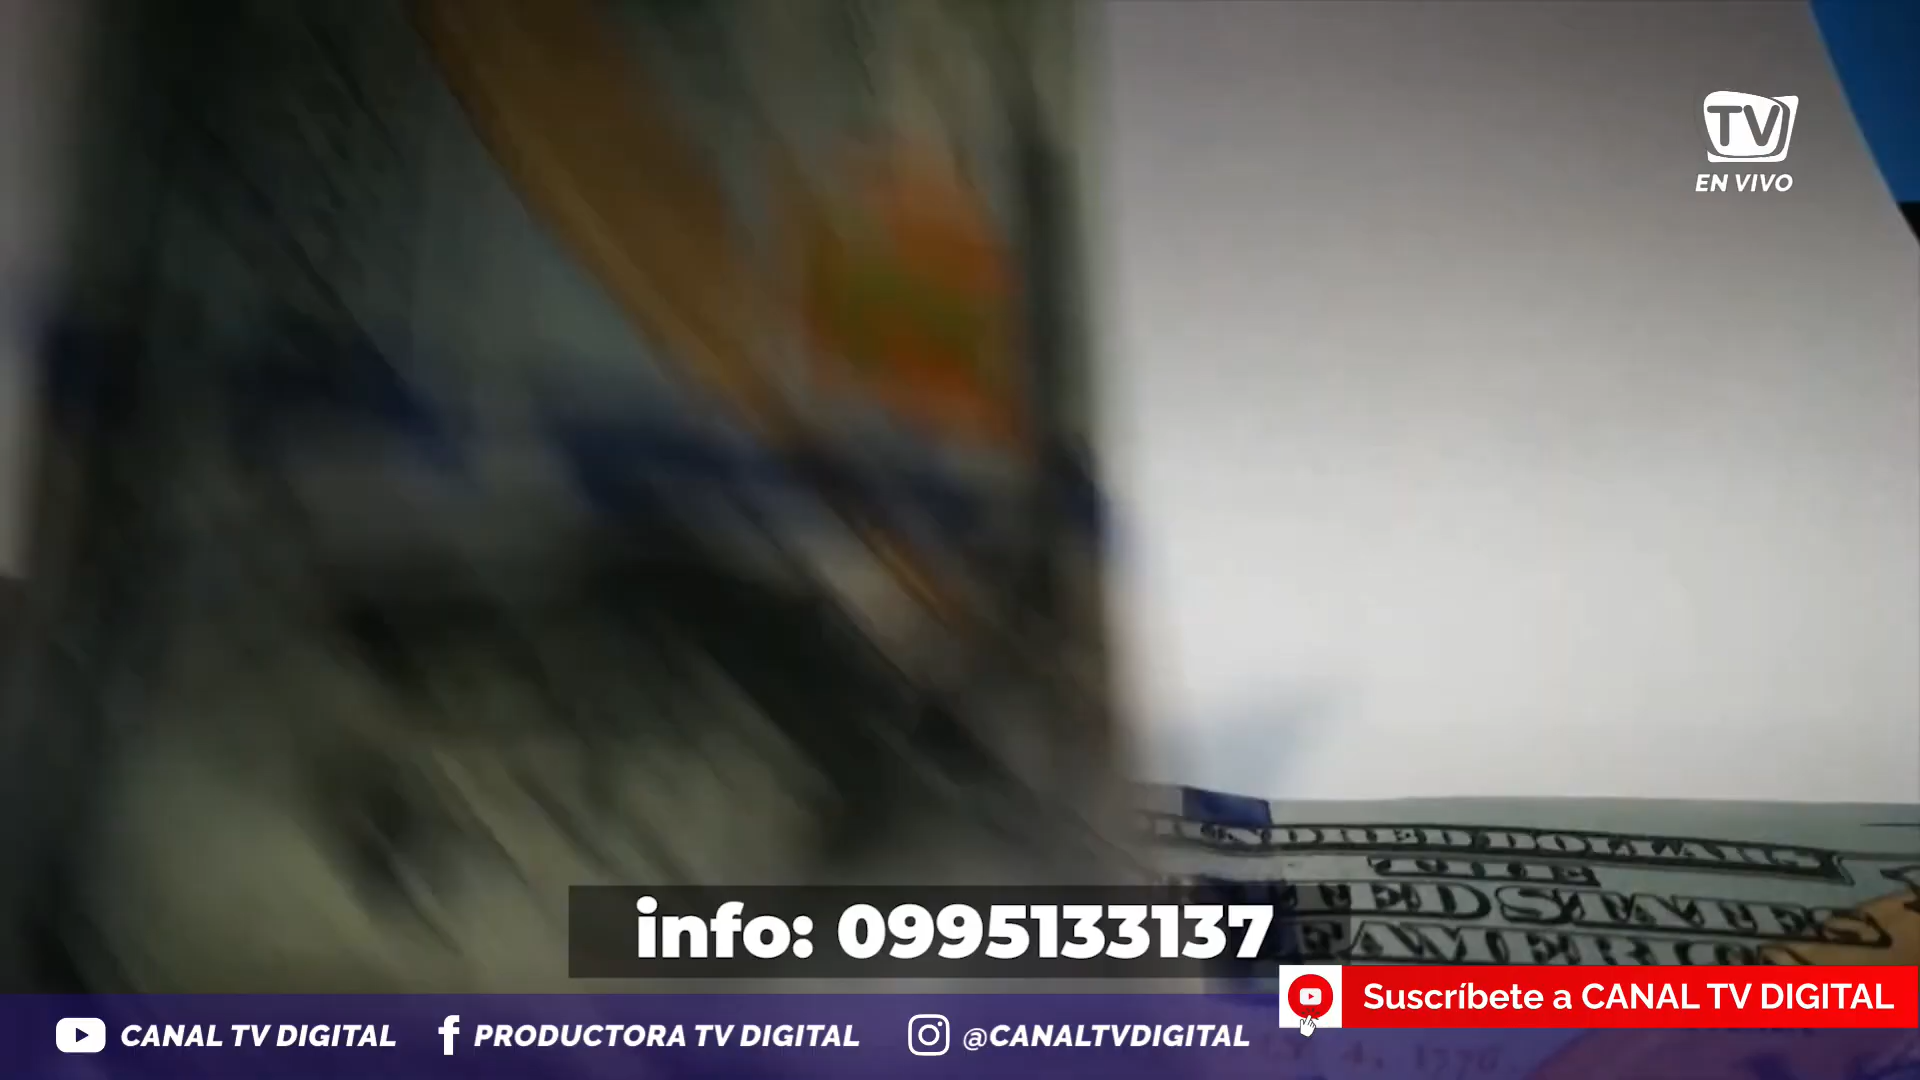 TV
EN VIVO
info: 0995133137
Suscríbete a CANAL TV DIGITAL
CANAL TV DIGITAL
PRODUCTORA TV DIGITAL
@CANALTVDIGITAL